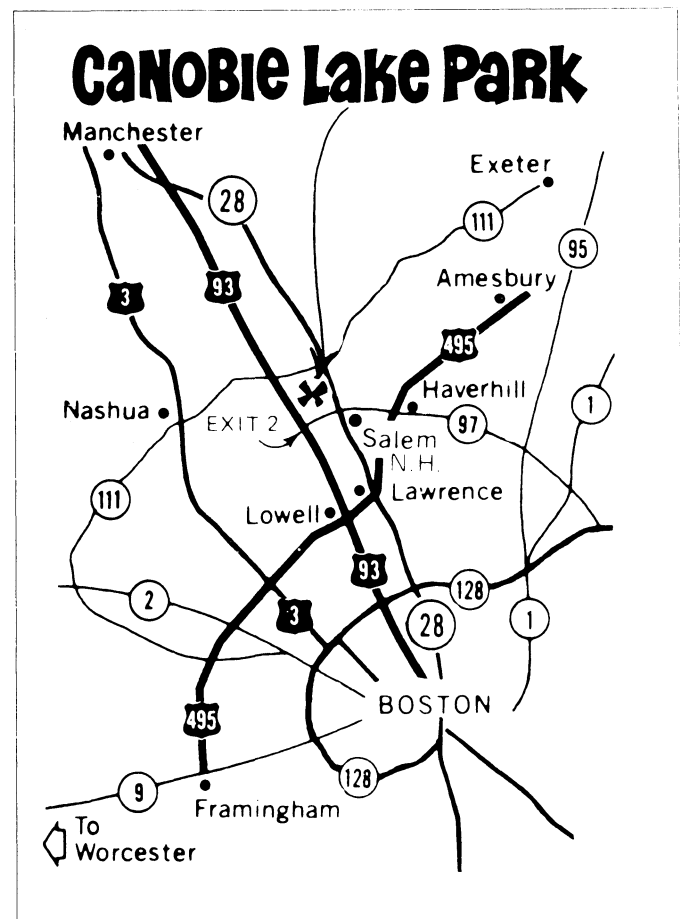 CANOBIE LAKE PARK
Manchester
Exeter
28
111
95
Amesbury
3
93
495
Haverhill
Nashua
EXIT 2
1
97
Salem
N.H.
111
Lawrence
Lowell
93
2
3
128
28
1
BOSTON
495
128
9
Framingham
To
Worcester